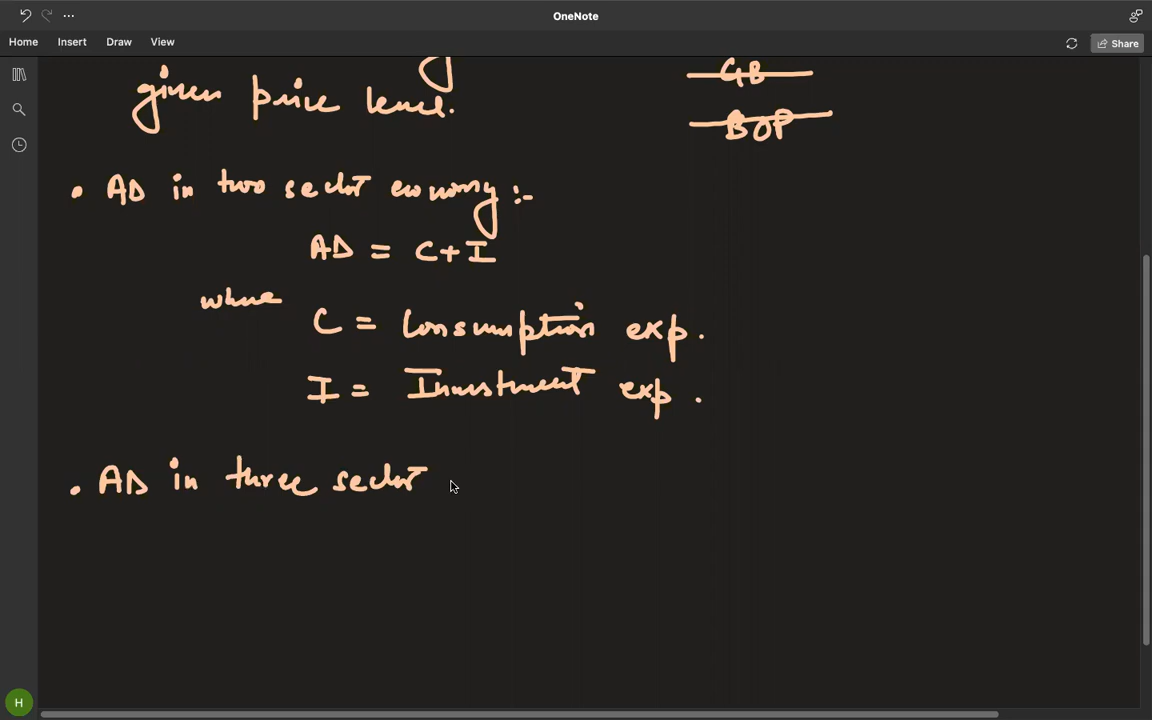 OneNote
Home Insert Draw View
Share
given price level.
GB
BOP
• AD in two sector economy :-
AD = C+I
where
C = Consumption exp.
I = Investment exp.
• AD in three sector
H